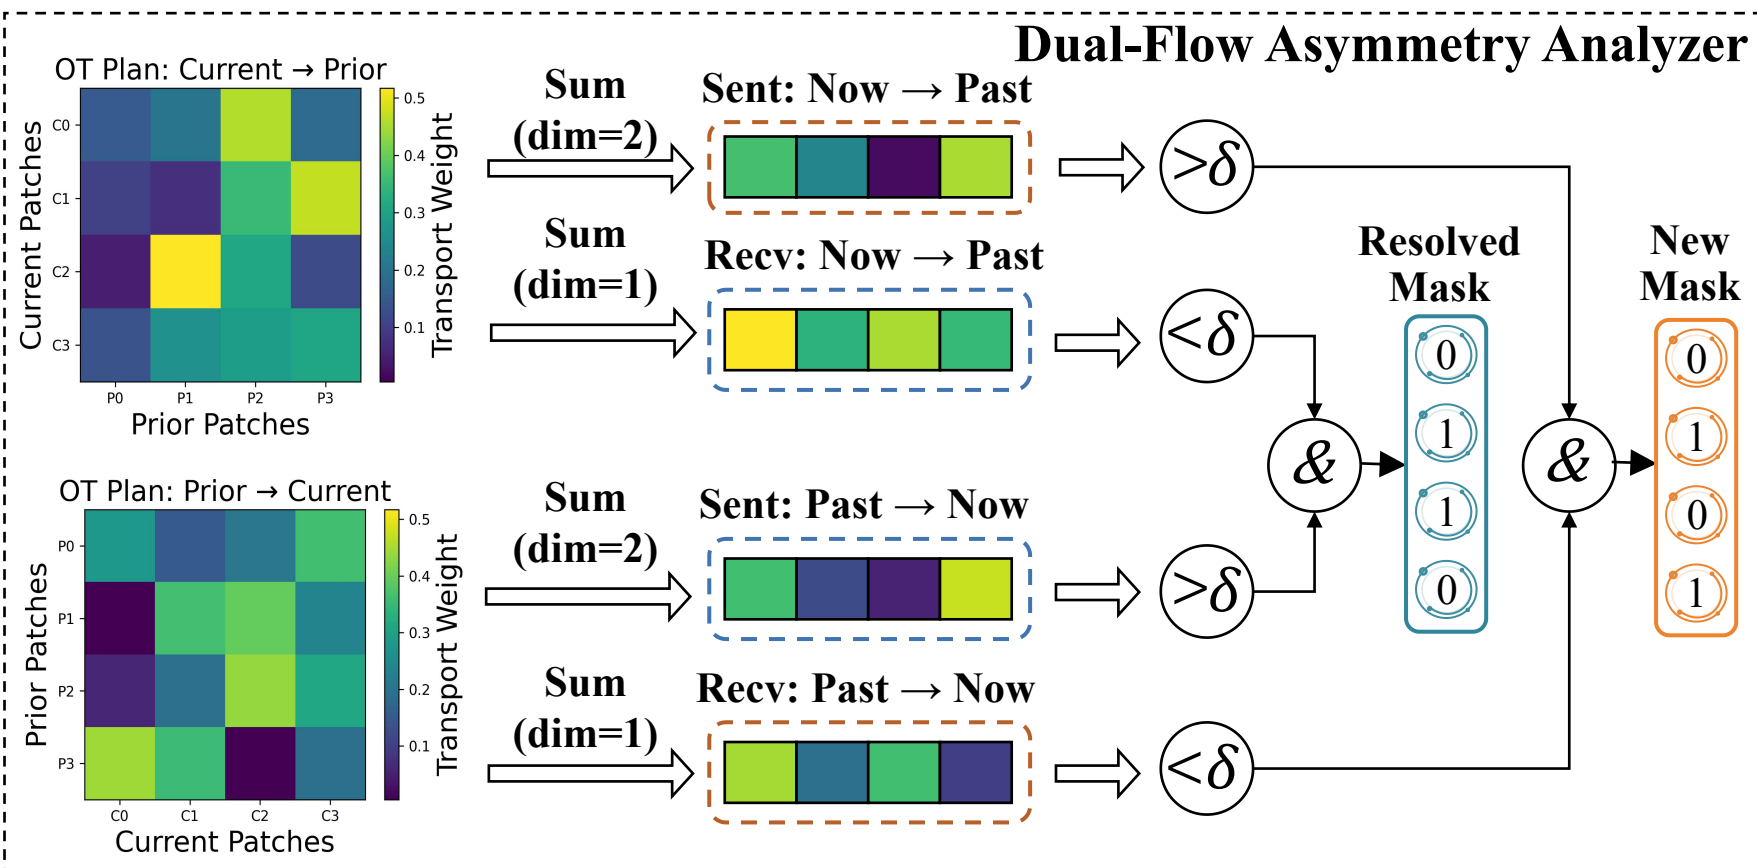 Dual-Flow Asymmetry Analyzer
OT Plan: Current → Prior
Current Patches
C0
C1
C2
C3
P0 P1 P2 P3
Prior Patches
0.5
0.4
0.3
0.2
0.1
Transport Weight
Sum
(dim=2)
Sent: Now → Past
>δ
Sum
(dim=1)
Recv: Now → Past
<δ
OT Plan: Prior → Current
Prior Patches
P0
P1
P2
P3
C0 C1 C2 C3
Current Patches
0.5
0.4
0.3
0.2
0.1
Transport Weight
Sum
(dim=2)
Sent: Past → Now
>δ
Sum
(dim=1)
Recv: Past → Now
<δ
&
Resolved
Mask
0
1
1
0
&
New
Mask
0
1
0
1